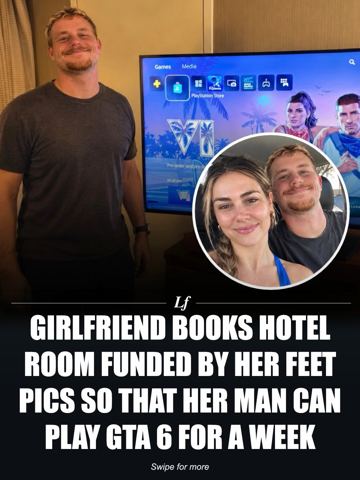 Games Media
PlayStation Store
VI
Lf
GIRLFRIEND BOOKS HOTEL
ROOM FUNDED BY HER FEET
PICS SO THAT HER MAN CAN
PLAY GTA 6 FOR A WEEK
Swipe for more